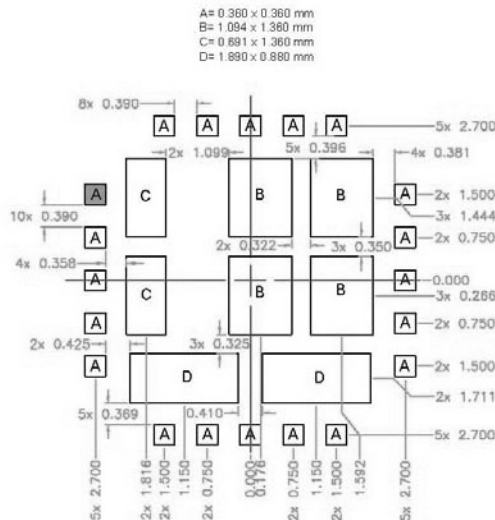 A= 0.360 x 0.360 mm
B= 1.094 x 1.360 mm
C= 0.691 x 1.360 mm
D= 1.890 x 0.880 mm
8x 0.390
A A A A A
5x 2.700
2x 1.099
5x 0.396
4x 0.381
A C B B A
2x 1.500
3x 1.444
10x 0.390
A
2x 0.322
3x 0.350
A
2x 0.750
4x 0.358
A C B B A
0.000
3x 0.266
A A
2x 0.750
2x 0.425
3x 0.325
A D D A
2x 1.500
2x 1.711
5x 0.369
0.410
A A A A A
5x 2.700
5x 2.700
2x 1.816
2x 1.500
1.150
2x 0.750
0.000
0.176
2x 0.750
1.150
2x 1.500
1.592
5x 2.700